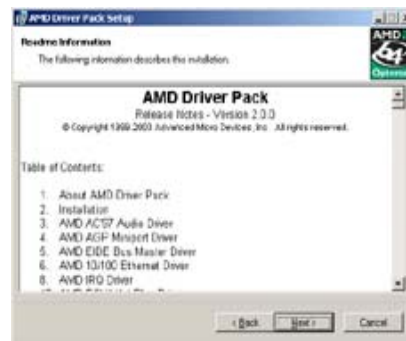 AMD Driver Pack Setup
Readme Information
The following information describes this installation.
AMD
64
Opteron
AMD Driver Pack
Release Notes - Version 2.0.0
© Copyright 1999-2003 Advanced Micro Devices, Inc. All rights reserved.
Table of Contents:
1. About AMD Driver Pack
2. Installation
3. AMD AC'97 Audio Driver
4. AMD AGP Miniport Driver
5. AMD EIDE Bus Master Driver
6. AMD 10/100 Ethernet Driver
8. AMD IRQ Driver
< Back
Next >
Cancel